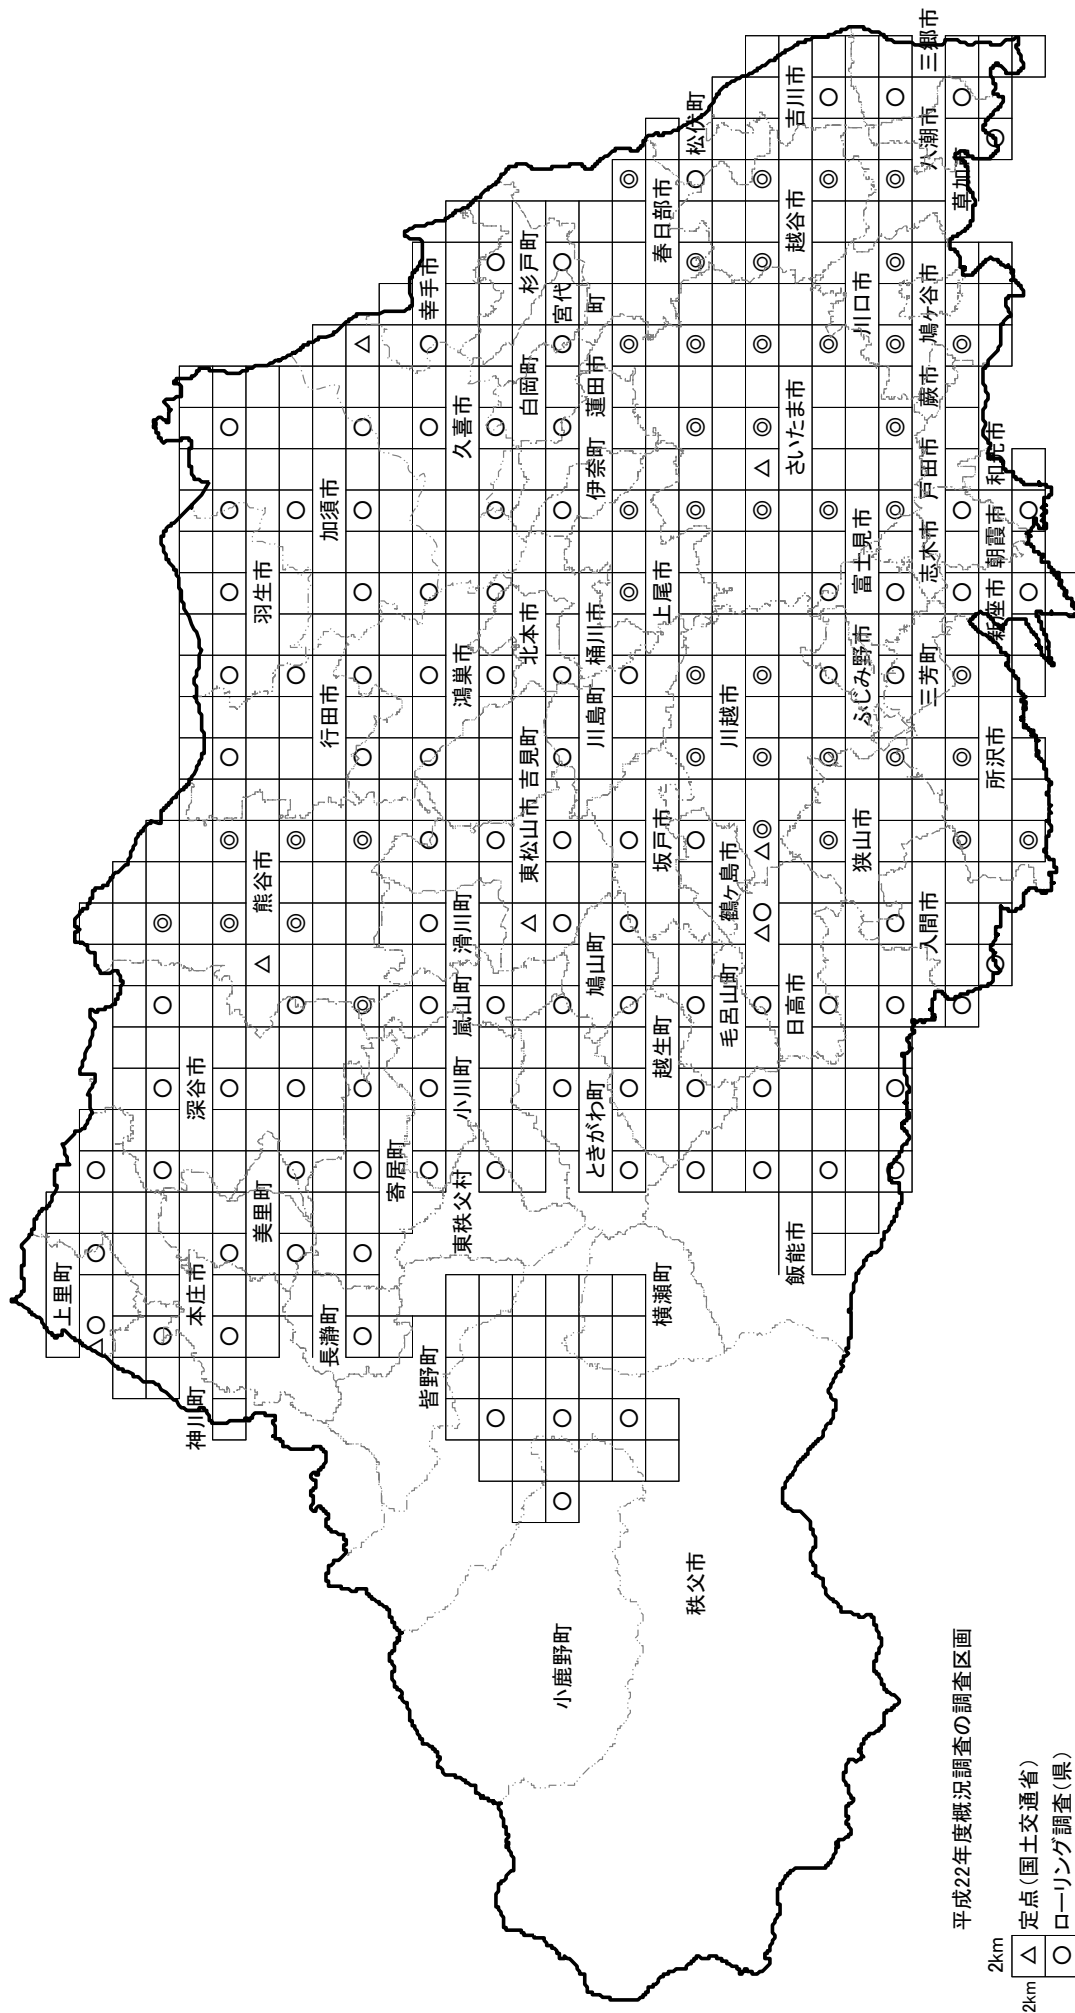 上里町
神川町
本庄市
深谷市
美里町
熊谷市
羽生市
長瀞町
行田市
加須市
寄居町
皆野町
東秩父村
小川町
嵐山町
滑川町
鴻巣市
久喜市
幸手市
東松山市
吉見町
北本市
白岡町
杉戸町
小鹿野町
ときがわ町
鳩山町
川島町
桶川市
伊奈町
蓮田市
宮代
町
横瀬町
越生町
坂戸市
上尾市
春日部市
秩父市
毛呂山町
鶴ヶ島市
川越市
松伏町
飯能市
日高市
さいたま市
越谷市
吉川市
狭山市
ふじみ野市
富士見市
川口市
入間市
三芳町
志木市
戸田市
蕨市
鳩ヶ谷市
八潮市
三郷市
草加市
所沢市
新座市
朝霞市
和光市
平成22年度概況調査の調査区画
2km
2km
△ 定点(国土交通省)
○ ローリング調査(県)